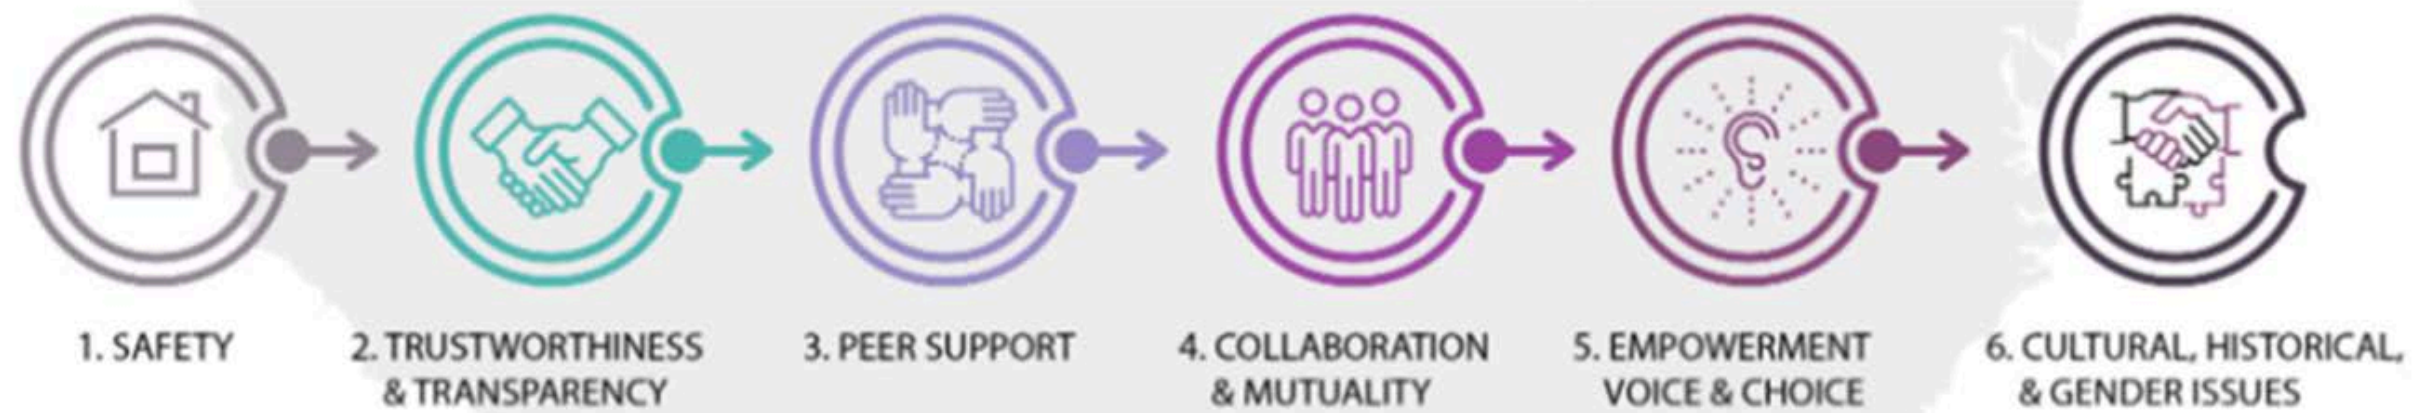 1. SAFETY
2. TRUSTWORTHINESS
& TRANSPARENCY
3. PEER SUPPORT
4. COLLABORATION
& MUTUALITY
5. EMPOWERMENT
VOICE & CHOICE
6. CULTURAL, HISTORICAL,
& GENDER ISSUES